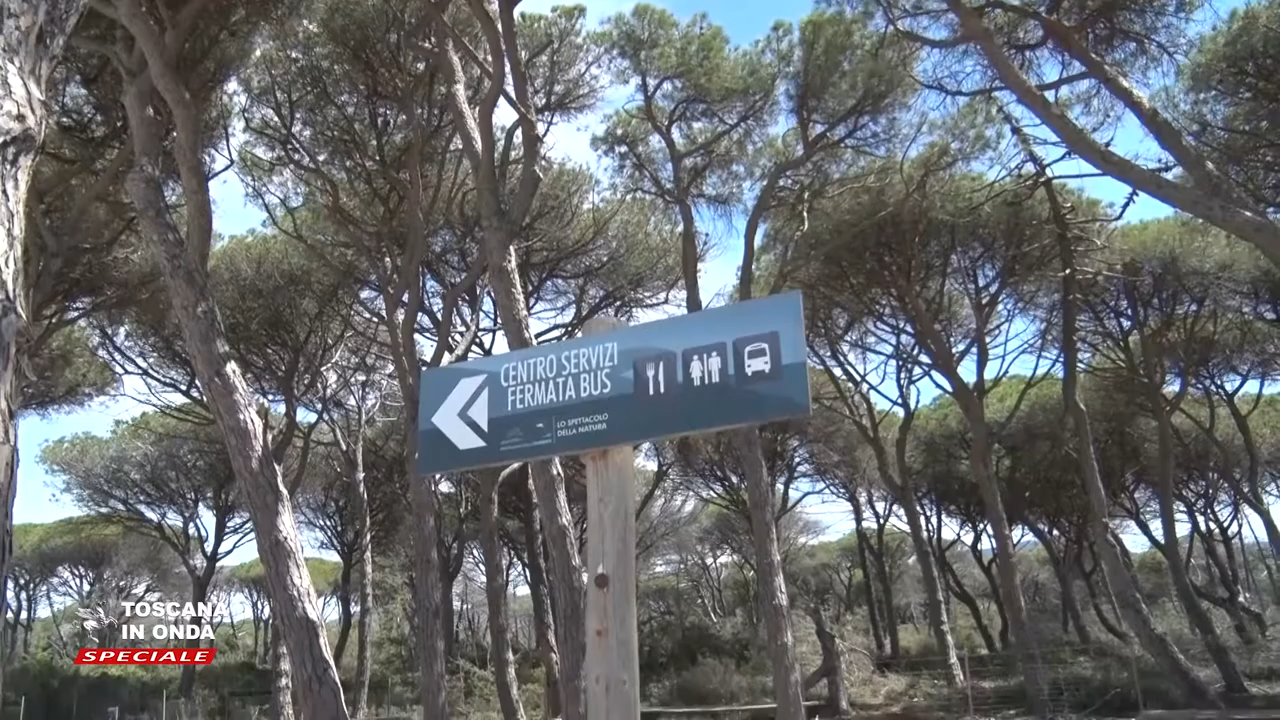 CENTRO SERVIZI
FERMATA BUS
LO SPETTACOLO
DELLA NATURA
TOSCANA
IN ONDA
SPECIALE